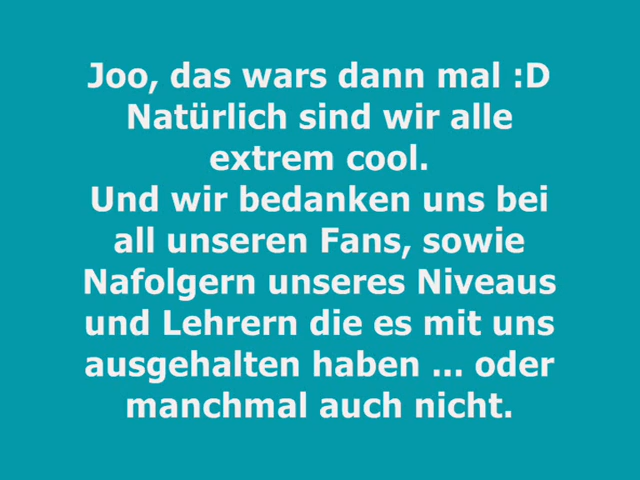 Joo, das wars dann mal :D
Natürlich sind wir alle
extrem cool.
Und wir bedanken uns bei
all unseren Fans, sowie
Nafolgern unseres Niveaus
und Lehrern die es mit uns
ausgehalten haben ... oder
manchmal auch nicht.